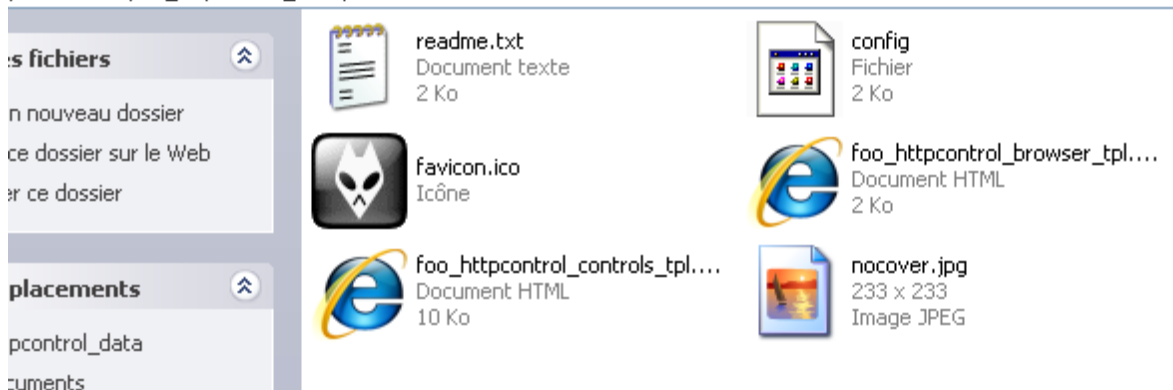 s fichiers
n nouveau dossier
ce dossier sur le Web
er ce dossier
placements
pcontrol_data
cuments
readme.txt
Document texte
2 Ko
config
Fichier
2 Ko
favicon.ico
Icône
foo_httpcontrol_browser_tpl....
Document HTML
2 Ko
foo_httpcontrol_controls_tpl....
Document HTML
10 Ko
nocover.jpg
233 x 233
Image JPEG